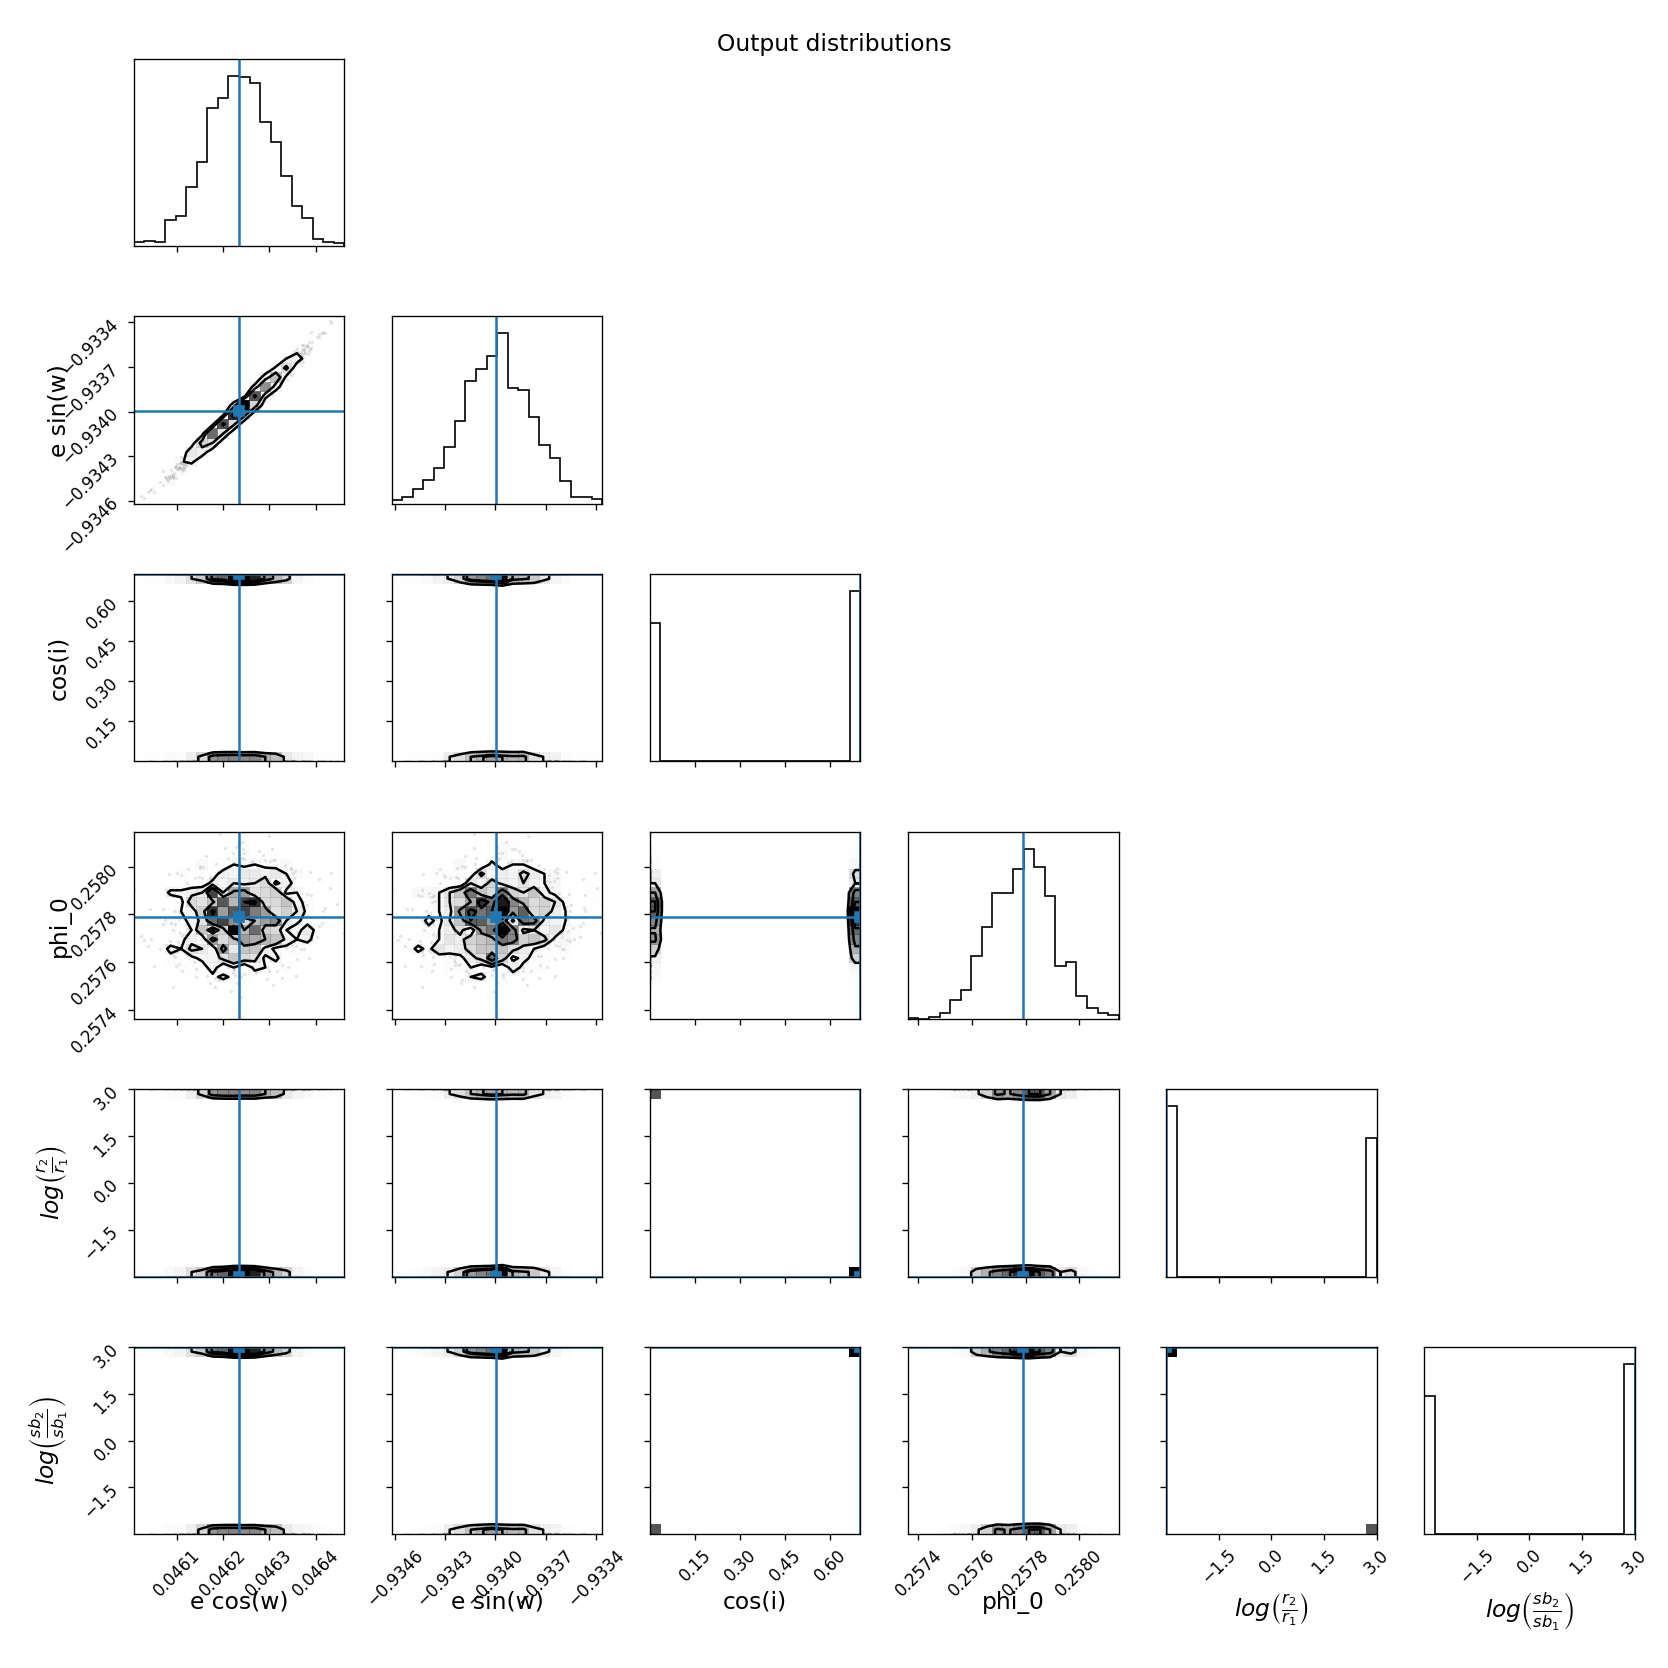 Output distributions
e sin(w)
−0.9334
−0.9337
−0.9340
−0.9343
−0.9346
cos(i)
0.60
0.45
0.30
0.15
phi_0
0.2580
0.2578
0.2576
0.2574
log(r₂/r₁)
3.0
1.5
0.0
−1.5
log(sb₂/sb₁)
3.0
1.5
0.0
−1.5
0.0461 0.0462 0.0463 0.0464
e cos(w)
−0.9346 −0.9343 −0.9340 −0.9337 −0.9334
e sin(w)
0.15 0.30 0.45 0.60
cos(i)
0.2574 0.2576 0.2578 0.2580
phi_0
−1.5 0.0 1.5 3.0
log(r₂/r₁)
−1.5 0.0 1.5 3.0
log(sb₂/sb₁)